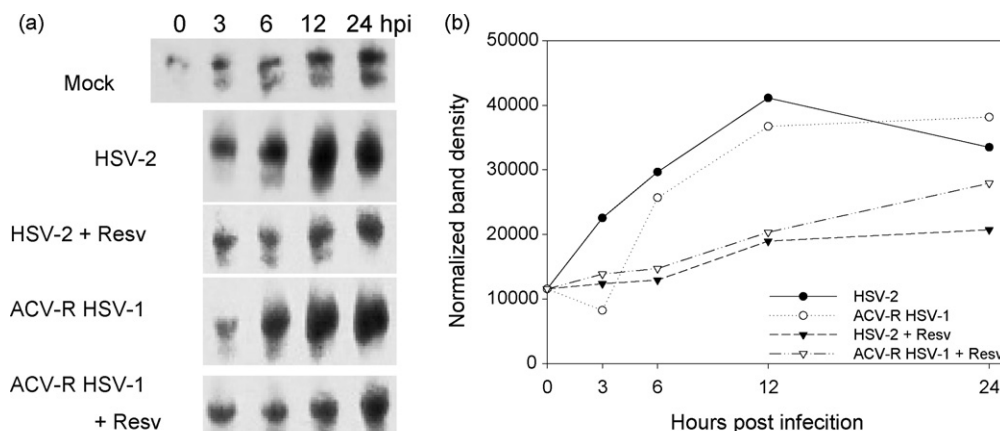 (a)
0 3 6 12 24 hpi
Mock
HSV-2
HSV-2 + Resv
ACV-R HSV-1
ACV-R HSV-1
+ Resv
(b)
Normalized band density
50000
40000
30000
20000
10000
0
HSV-2
ACV-R HSV-1
HSV-2 + Resv
ACV-R HSV-1 + Resv
0 3 6 12 24
Hours post infecition